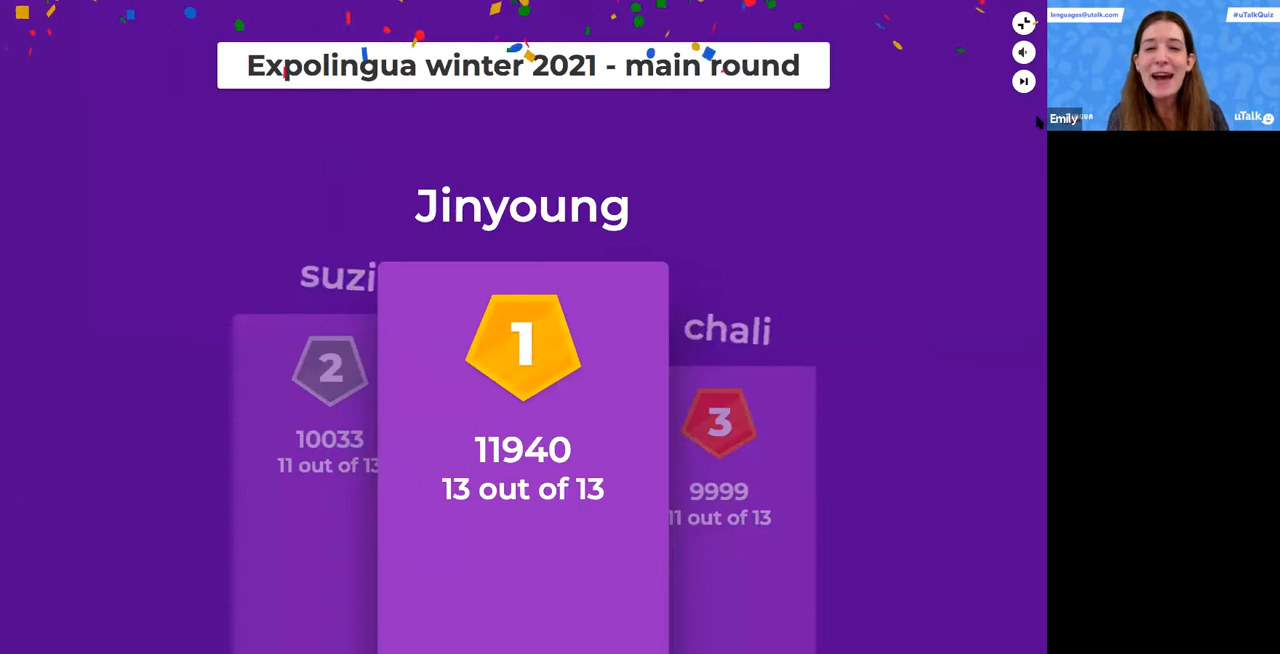 languages@utalk.com
#uTalkQuiz
Expolingua winter 2021 - main round
Emily
uTalk
Jinyoung
suzi
chali
1
2
3
11940
13 out of 13
10033
11 out of 13
9999
11 out of 13